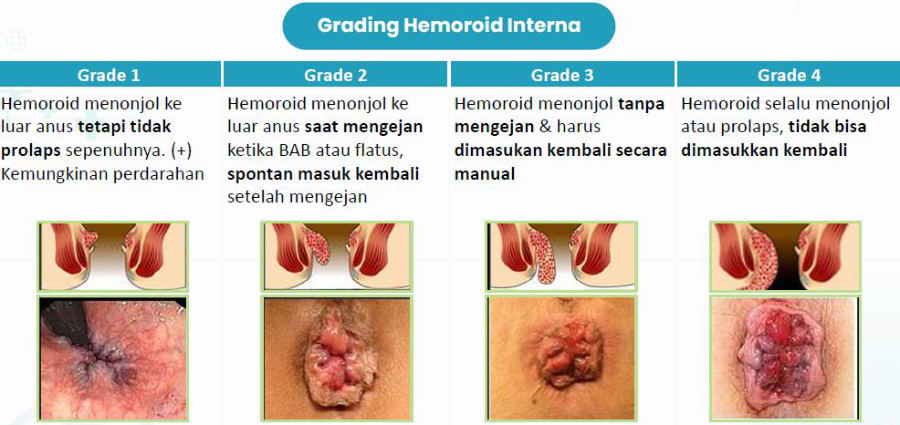 Grading Hemoroid Interna
Grade 1
Hemoroid menonjol ke
luar anus tetapi tidak
prolaps sepenuhnya. (+)
Kemungkinan perdarahan
Grade 2
Hemoroid menonjol ke
luar anus saat mengejan
ketika BAB atau flatus,
spontan masuk kembali
setelah mengejan
Grade 3
Hemoroid menonjol tanpa
mengejan & harus
dimasukan kembali secara
manual
Grade 4
Hemoroid selalu menonjol
atau prolaps, tidak bisa
dimasukkan kembali